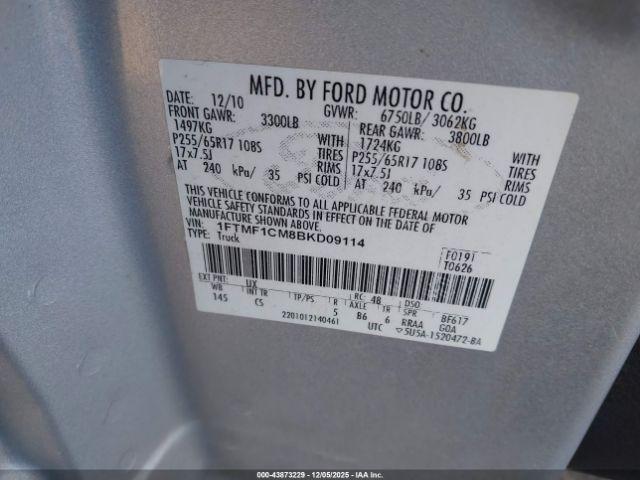 MFD. BY FORD MOTOR CO.
DATE: 12/10 GVWR: 6750LB/ 3062KG
FRONT GAWR: 3300LB REAR GAWR: 3800LB
1497KG WITH 1724KG WITH
P255/65R17 108S TIRES P255/65R17 108S TIRES
17x7.5J RIMS 17x7.5J RIMS
AT 240 kPa/ 35 PSI COLD AT 240 kPa/ 35 PSI COLD
THIS VEHICLE CONFORMS TO ALL APPLICABLE FEDERAL MOTOR
VEHICLE SAFETY STANDARDS IN EFFECT ON THE DATE OF
MANUFACTURE SHOWN ABOVE.
VIN: 1FTMF1CM8BKD09114
TYPE: Truck
F0191
T0626
EXT PNT: UX RC: 48 DSO:
WB INT TR TP/PS R AXLE TR SPR BF617
145 CS 5 B6 6 RRAA GOA
2201012140461 UTC 5U5A-1520472-BA
00-43873229 - 12/05/2025 - IAA Inc.